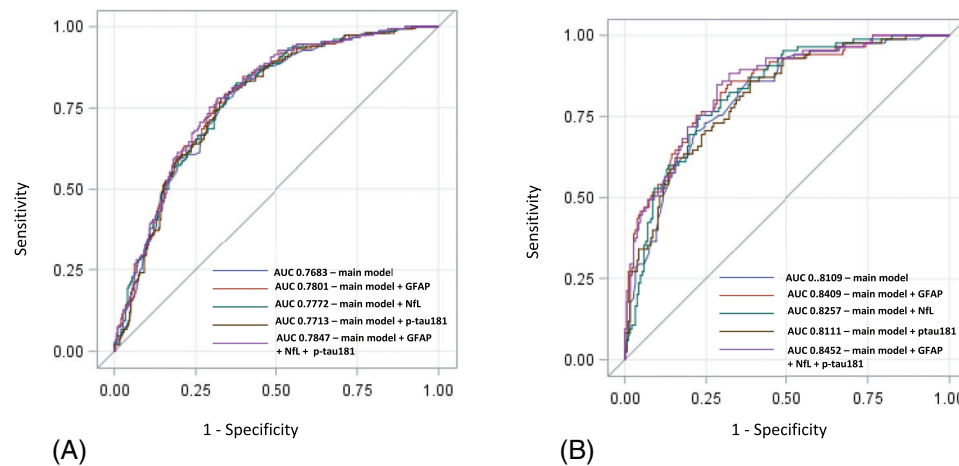 1.00
0.75
0.50
0.25
0.00
Sensitivity
AUC 0.7683 – main model
AUC 0.7801 – main model + GFAP
AUC 0.7772 – main model + NfL
AUC 0.7713 – main model + p-tau181
AUC 0.7847 – main model + GFAP
+ NfL + p-tau181
0.00 0.25 0.50 0.75 1.00
1 - Specificity
(A)
1.00
0.75
0.50
0.25
0.00
Sensitivity
AUC 0..8109 – main model
AUC 0.8409 – main model + GFAP
AUC 0.8257 – main model + NfL
AUC 0.8111 – main model + ptau181
AUC 0.8452 – main model + GFAP
+ NfL + p-tau181
0.00 0.25 0.50 0.75 1.00
1 - Specificity
(B)